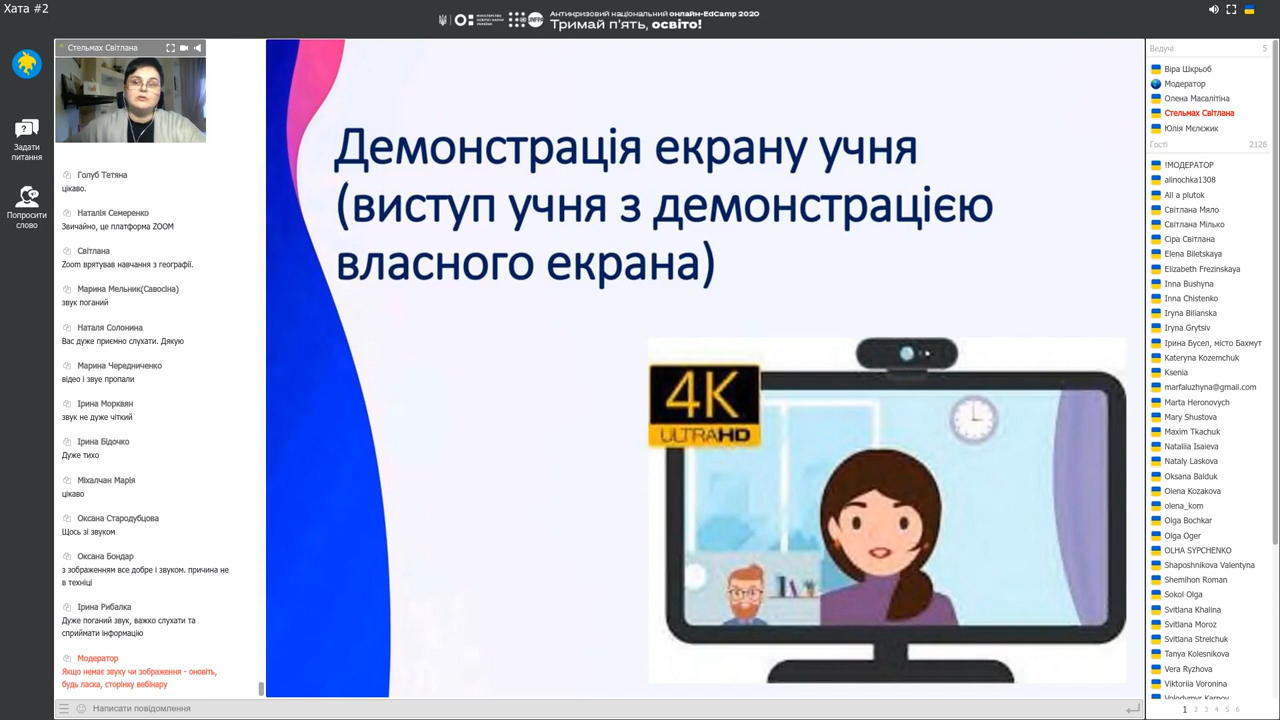 Хата #2
Антикризовий національний онлайн-EdCamp 2020
Тримай п'ять, освіто!
Задати
питання
Попросити
слово
Стельмах Світлана
Голуб Тетяна
цікаво.
Наталія Семеренко
Звичайно, це платформа ZOOM
Світлана
Zoom врятував навчання з географії.
Марина Мельник(Савосіна)
звук поганий
Наталя Солонина
Вас дуже приємно слухати. Дякую
Марина Чередниченко
відео і звуе пропали
Ірина Морквян
звук не дуже чіткий
Ірина Бідочко
Дуже тихо
Міхалчан Марія
цікаво
Оксана Стародубцова
Щось зі звуком
Оксана Бондар
з зображенням все добре і звуком. причина не
в техніці
Ірина Рибалка
Дуже поганий звук, важко слухати та
сприймати інформацію
Модератор
Якщо немає звуку чи зображення - оновіть,
будь ласка, сторінку вебінару
Написати повідомлення
Демонстрація екрану учня
(виступ учня з демонстрацією
власного екрана)
4K
ULTRA HD
Ведучі 5
Віра Шкрьоб
Модератор
Олена Масалітіна
Стельмах Світлана
Юлія Мєлєжик
Гості 2126
!МОДЕРАТОР
alinochka1308
All a plutok
Світлана Мяло
Світлана Мілько
Сіра Світлана
Elena Biletskaya
Elizabeth Frezinskaya
Inna Bushyna
Inna Chistenko
Iryna Bilianska
Iryna Grytsiv
Ірина Бусел, місто Бахмут
Kateryna Kozemchuk
Ksenia
marfaluzhyna@gmail.com
Marta Heronovych
Mary Shustova
Maxim Tkachuk
Nataliia Isaieva
Nataly Laskova
Oksana Balduk
Olena Kozakova
olena_kom
Olga Bochkar
Olga Oger
OLHA SYPCHENKO
Shaposhnikova Valentyna
Shemihon Roman
Sokol Olga
Svitlana Khalina
Svitlana Moroz
Svitlana Strelchuk
Tanya Kolesnikova
Vera Ryzhova
Viktoriia Voronina
Volodymyr Karpov
1 2 3 4 5 6